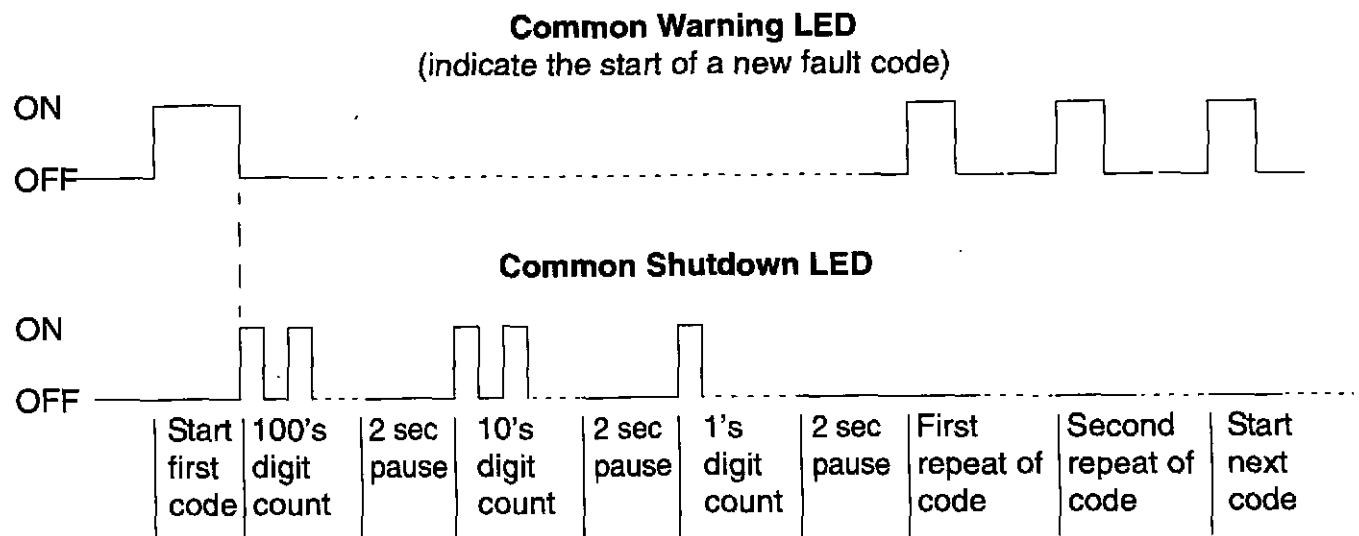 Common Warning LED
(indicate the start of a new fault code)
ON
OFF
Common Shutdown LED
ON
OFF
Start first code
100's digit count
2 sec pause
10's digit count
2 sec pause
1's digit count
2 sec pause
First repeat of code
Second repeat of code
Start next code